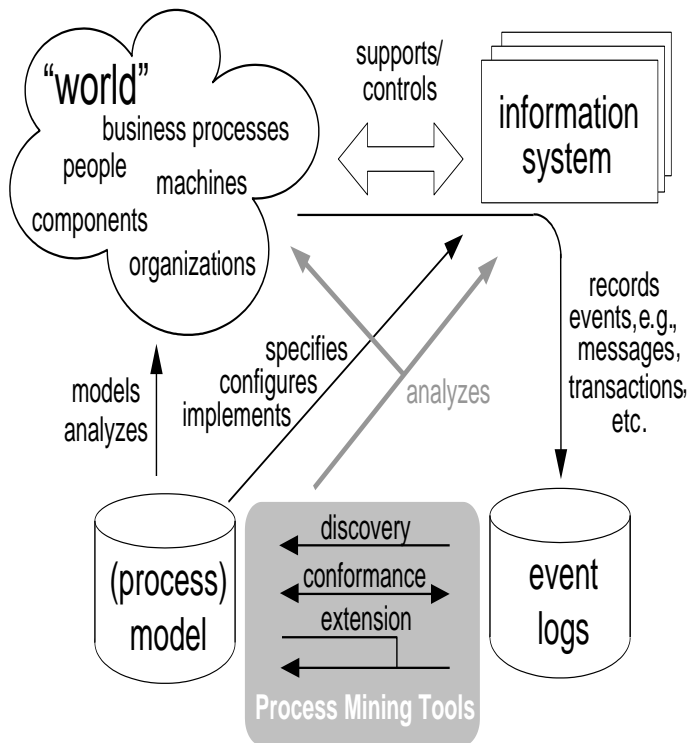 “world”
business processes
people
machines
components
organizations
supports/
controls
information
system
records
events,e.g.,
messages,
transactions,
etc.
specifies
configures
implements
models
analyzes
analyzes
(process)
model
discovery
conformance
extension
Process Mining Tools
event
logs